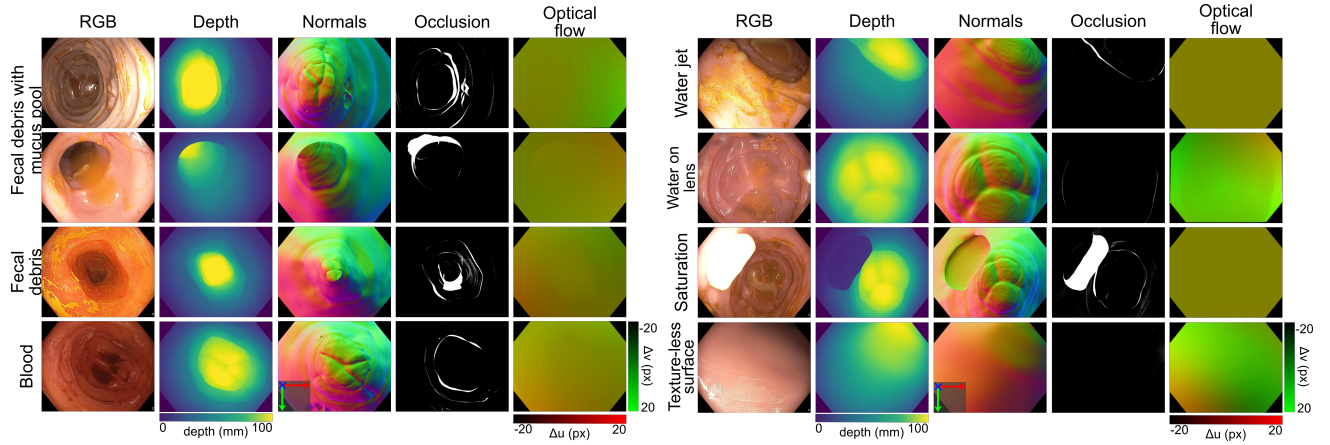 RGB
Depth
Normals
Occlusion
Optical
flow
Fecal debris with
mucus pool
Fecal
debris
Blood
0
depth (mm)
100
-20
Δu (px)
20
-20
Δv (px)
20
RGB
Depth
Normals
Occlusion
Optical
flow
Water jet
Water on
lens
Saturation
Texture-less
surface
0
depth (mm)
100
-20
Δu (px)
20
-20
Δv (px)
20